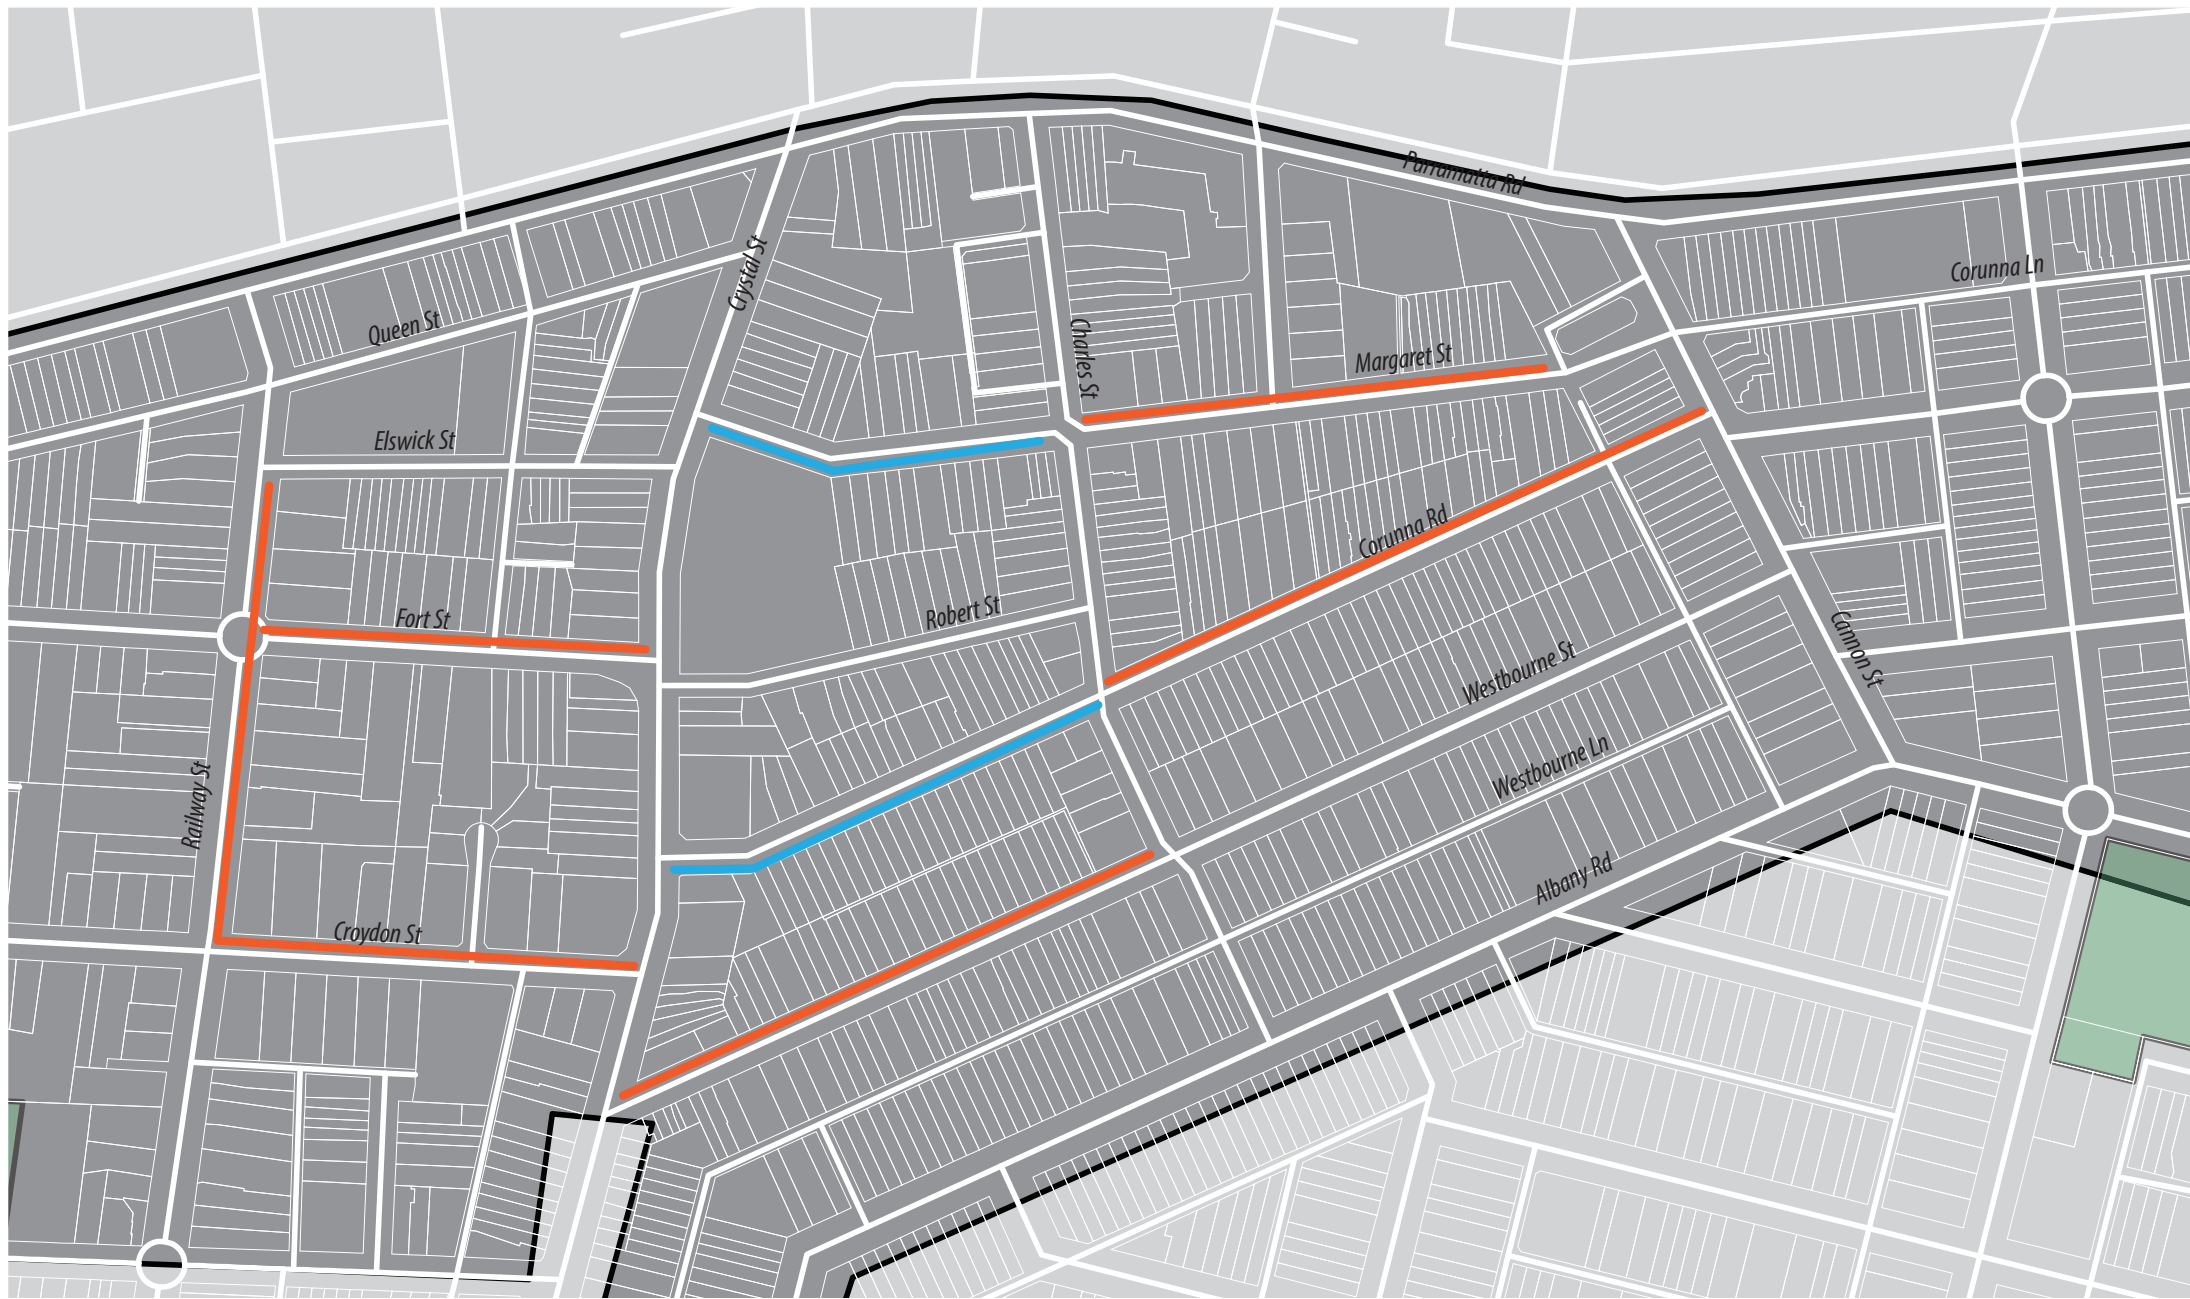 Parramatta Rd
Corunna Ln
Queen St
Crystal St
Charles St
Margaret St
Elswick St
Corunna Rd
Fort St
Robert St
Cannon St
Westbourne St
Westbourne Ln
Railway St
Albany Rd
Croydon St